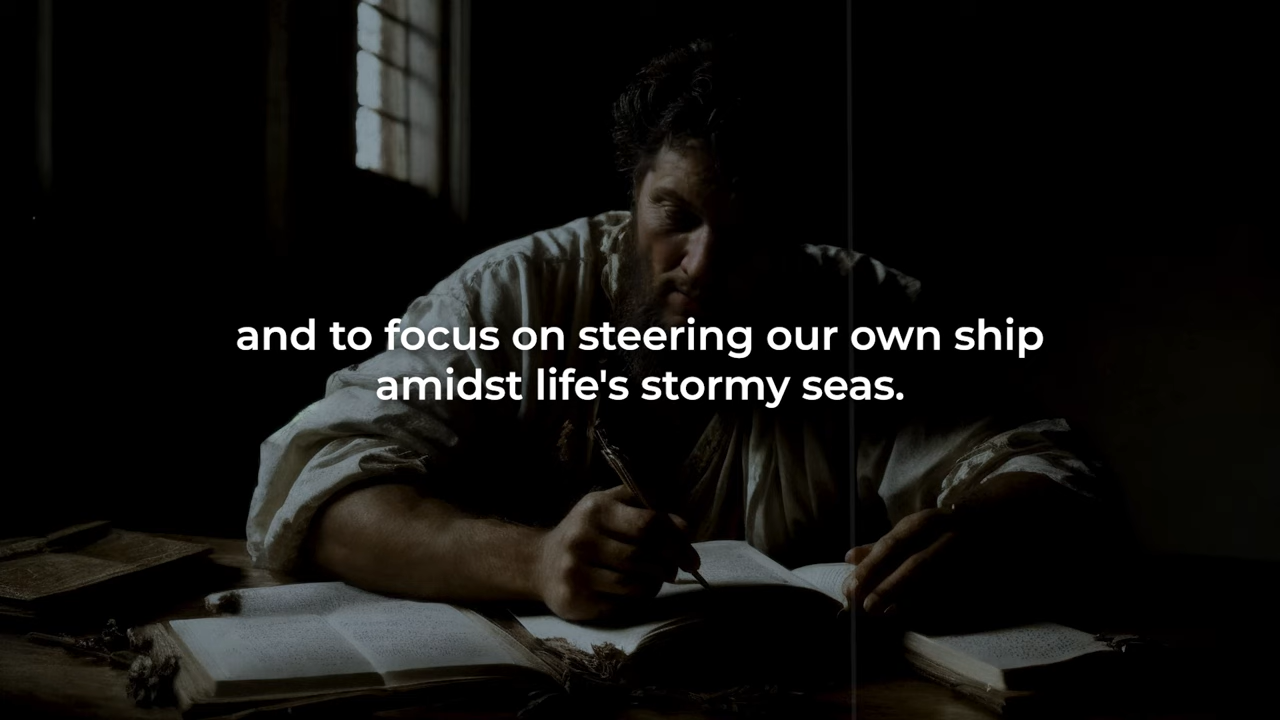 and to focus on steering our own ship
amidst life's stormy seas.